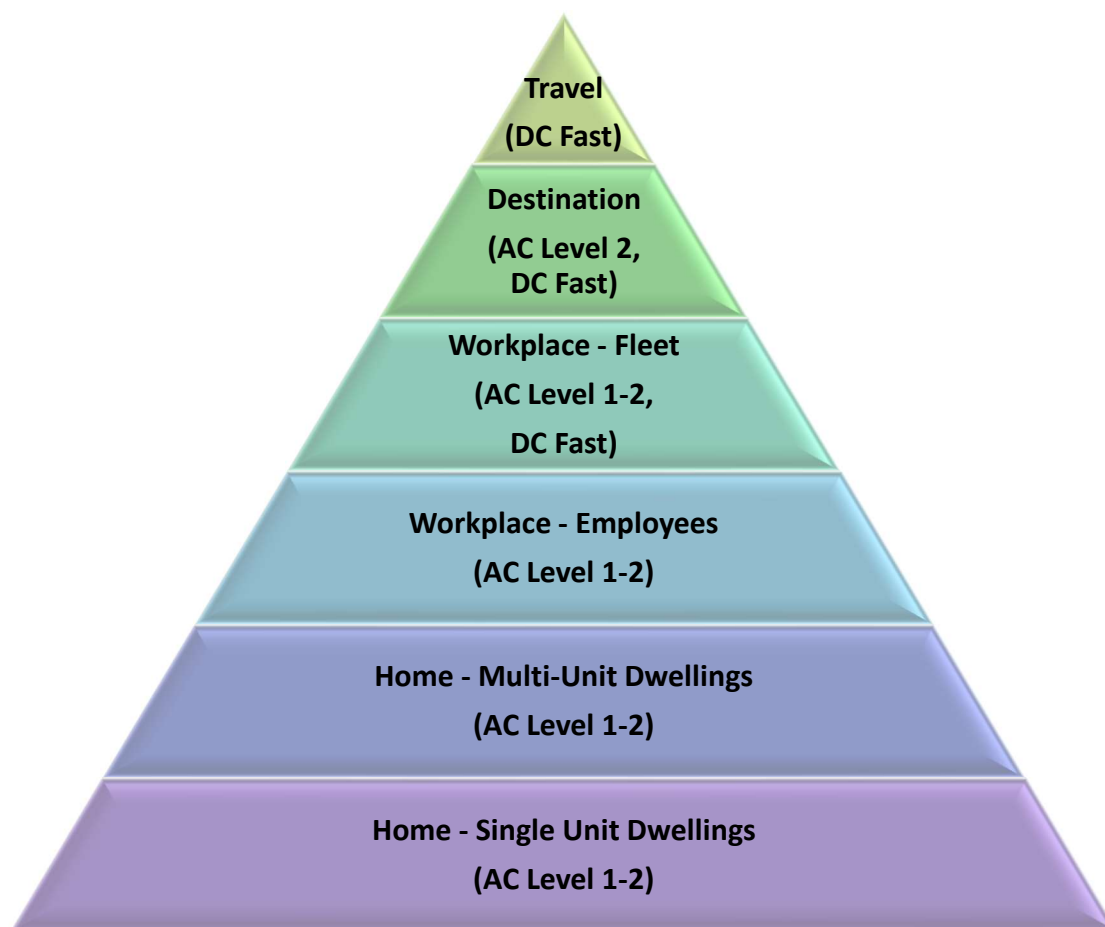 Travel
(DC Fast)
Destination
(AC Level 2,
DC Fast)
Workplace - Fleet
(AC Level 1-2,
DC Fast)
Workplace - Employees
(AC Level 1-2)
Home - Multi-Unit Dwellings
(AC Level 1-2)
Home - Single Unit Dwellings
(AC Level 1-2)